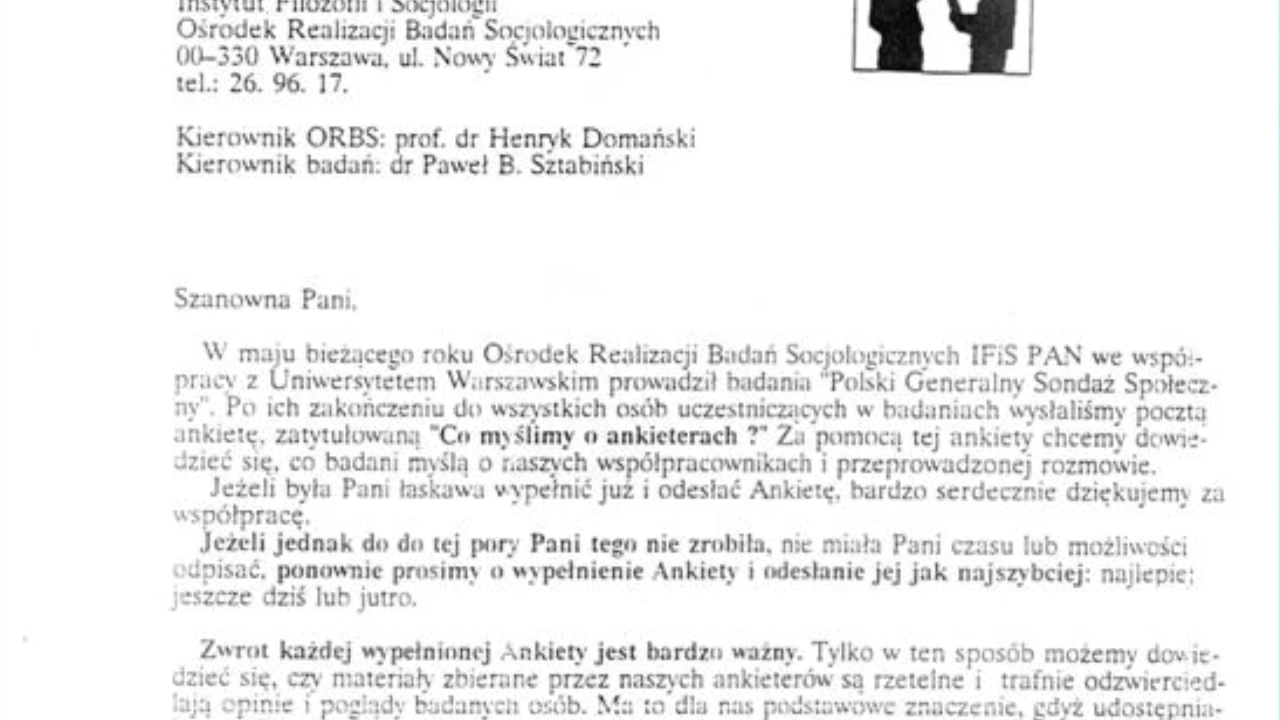 Instytut Filozofii i Socjologii
Ośrodek Realizacji Badań Socjologicznych
00–330 Warszawa, ul. Nowy Świat 72
tel.: 26. 96. 17.
Kierownik ORBS: prof. dr Henryk Domański
Kierownik badań: dr Paweł B. Sztabiński
Szanowna Pani,
W maju bieżącego roku Ośrodek Realizacji Badań Socjologicznych IFiS PAN we współ-
pracy z Uniwersytetem Warszawskim prowadził badania "Polski Generalny Sondaż Społecz-
ny". Po ich zakończeniu do wszystkich osób uczestniczących w badaniach wysłaliśmy pocztą
ankietę, zatytułowaną "Co myślimy o ankieterach ?" Za pomocą tej ankiety chcemy dowie-
dzieć się, co badani myślą o naszych współpracownikach i przeprowadzonej rozmowie.
Jeżeli była Pani łaskawa wypełnić już i odesłać Ankietę, bardzo serdecznie dziękujemy za
współpracę.
Jeżeli jednak do do tej pory Pani tego nie zrobiła, nie miała Pani czasu lub możliwości
odpisać, ponownie prosimy o wypełnienie Ankiety i odesłanie jej jak najszybciej: najlepiej
jeszcze dziś lub jutro.
Zwrot każdej wypełnionej Ankiety jest bardzo ważny. Tylko w ten sposób możemy dowie-
dzieć się, czy materiały zbierane przez naszych ankieterów są rzetelne i trafnie odzwierciedl-
lają opinie i poglądy badanych osób. Ma to dla nas podstawowe znaczenie, gdyż udostępnia-